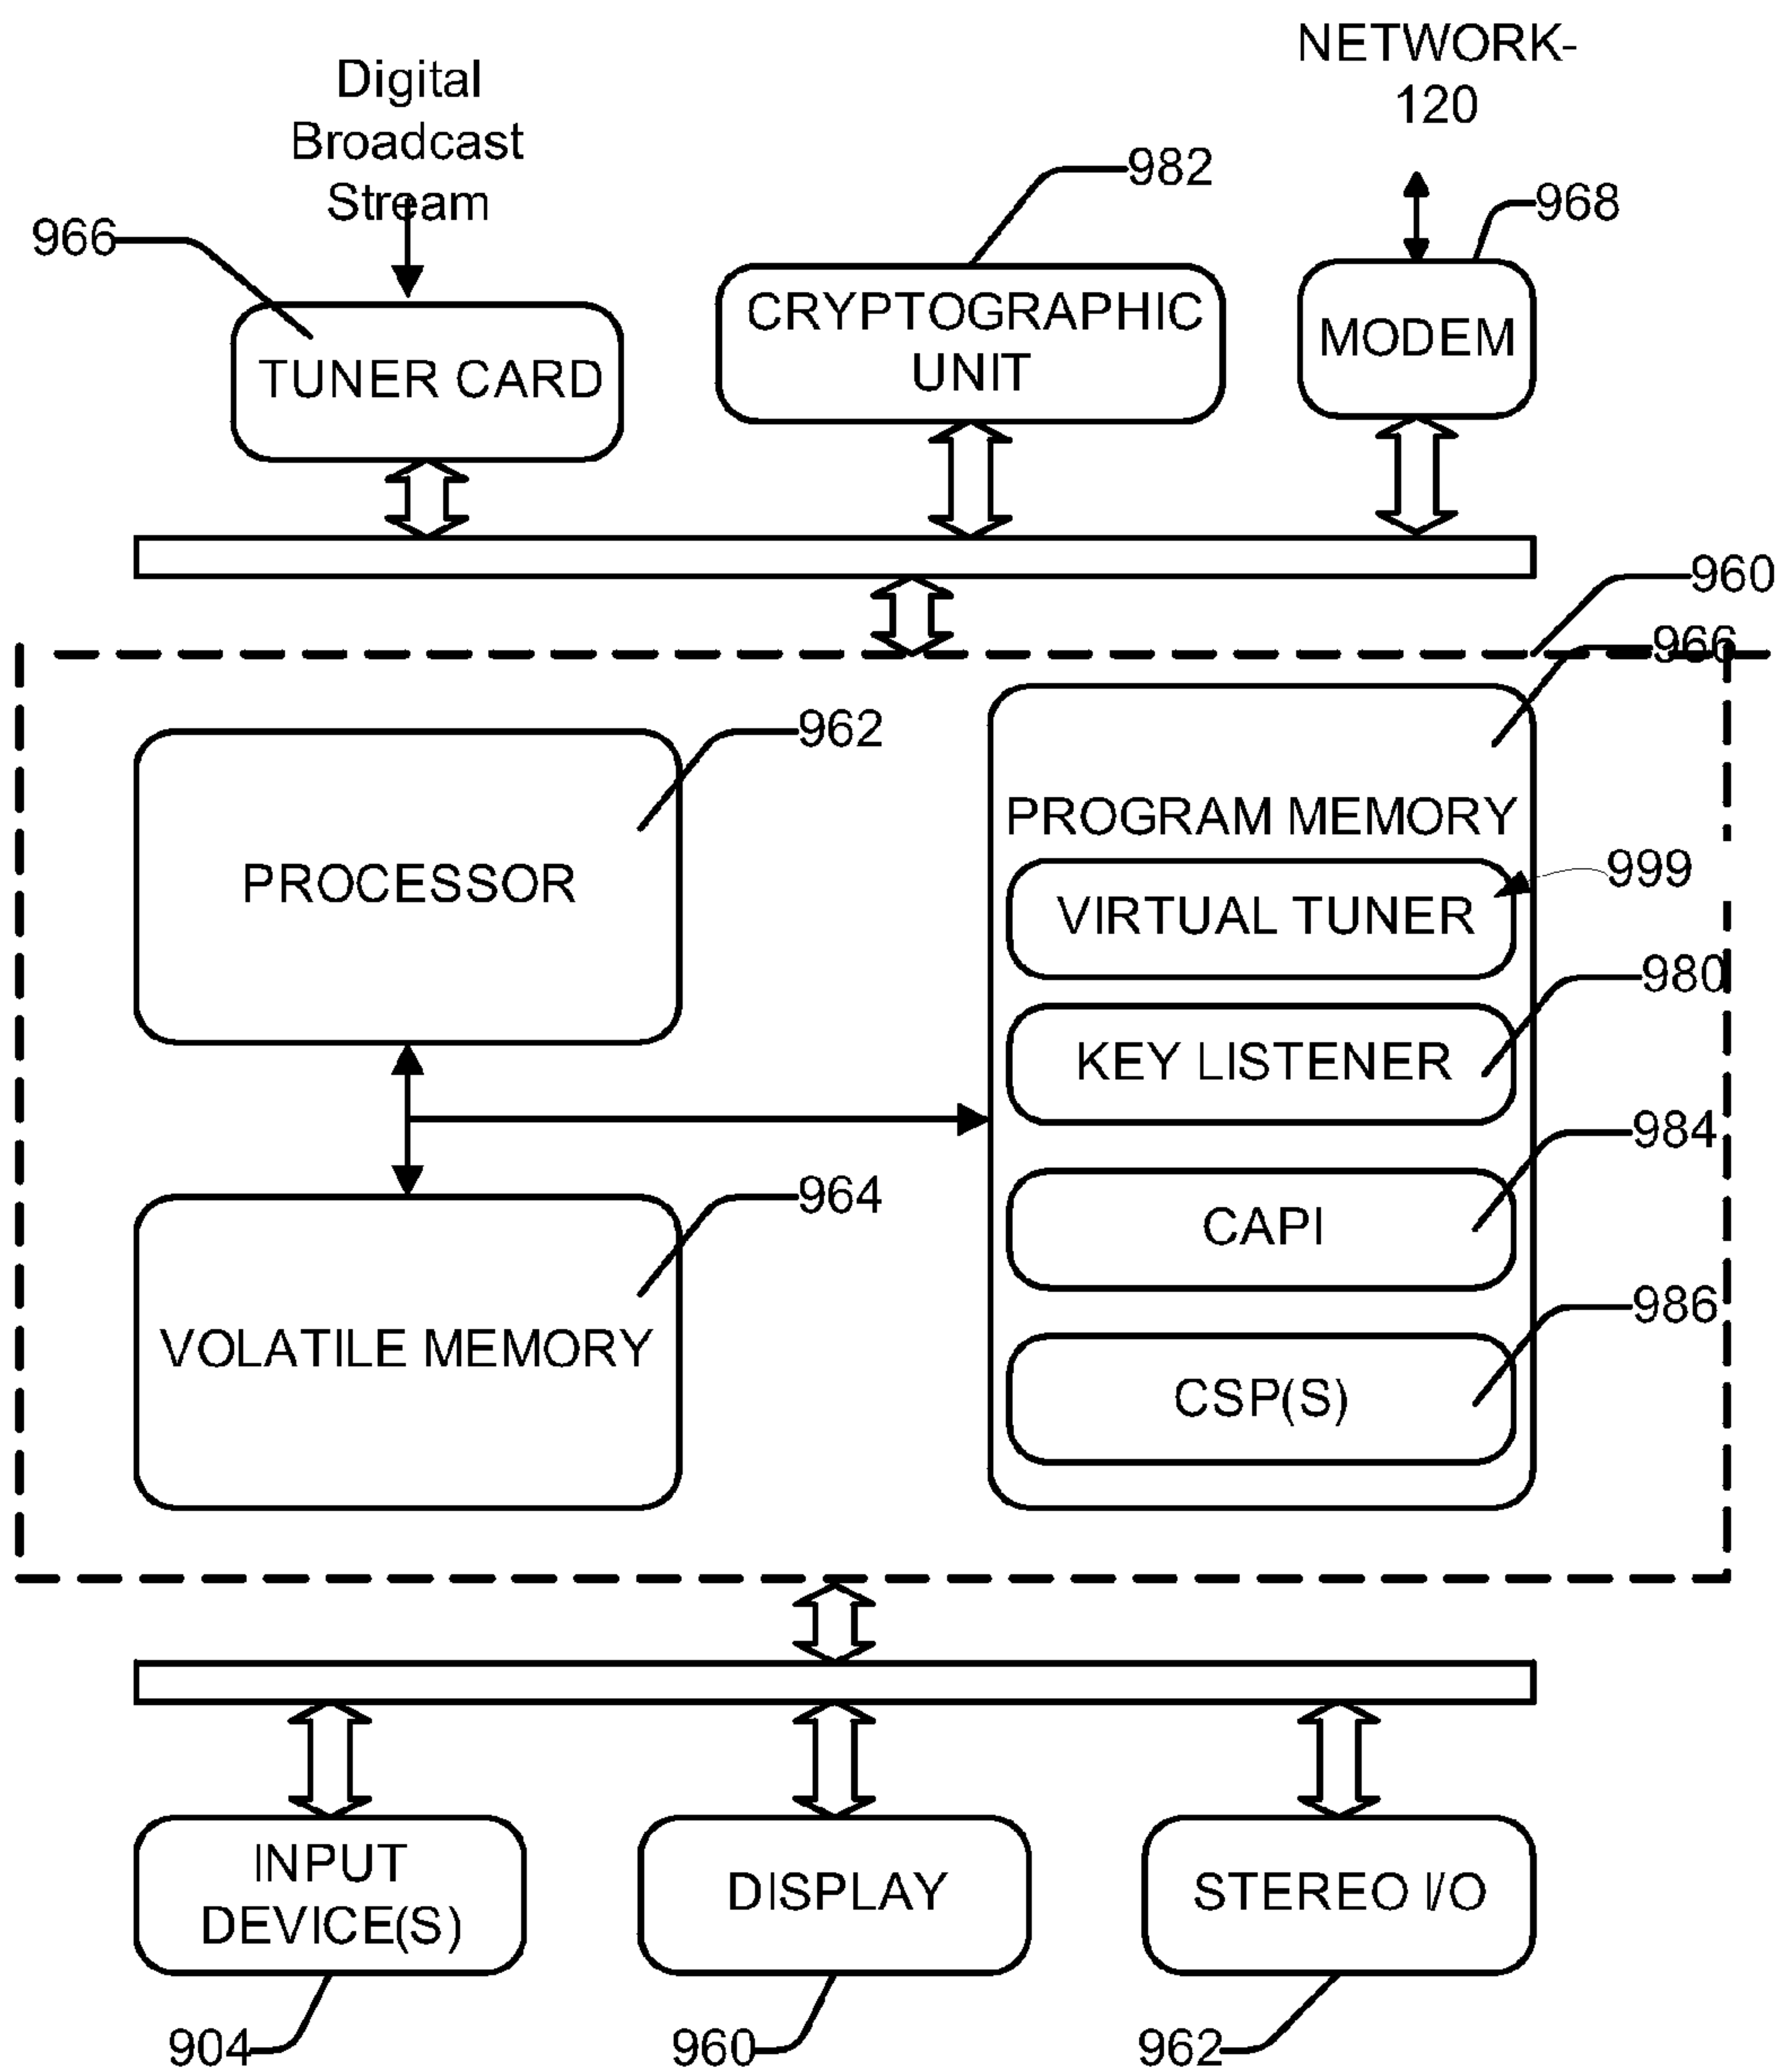 NETWORK-
120
Digital
Broadcast
Stream
982
968
966
CRYPTOGRAPHIC
UNIT
MODEM
TUNER CARD
960
966
962
PROGRAM MEMORY
PROCESSOR
999
VIRTUAL TUNER
980
KEY LISTENER
984
964
CAPI
986
VOLATILE MEMORY
CSP(S)
INPUT
DEVICE(S)
DISPLAY
STEREO I/O
904
960
962